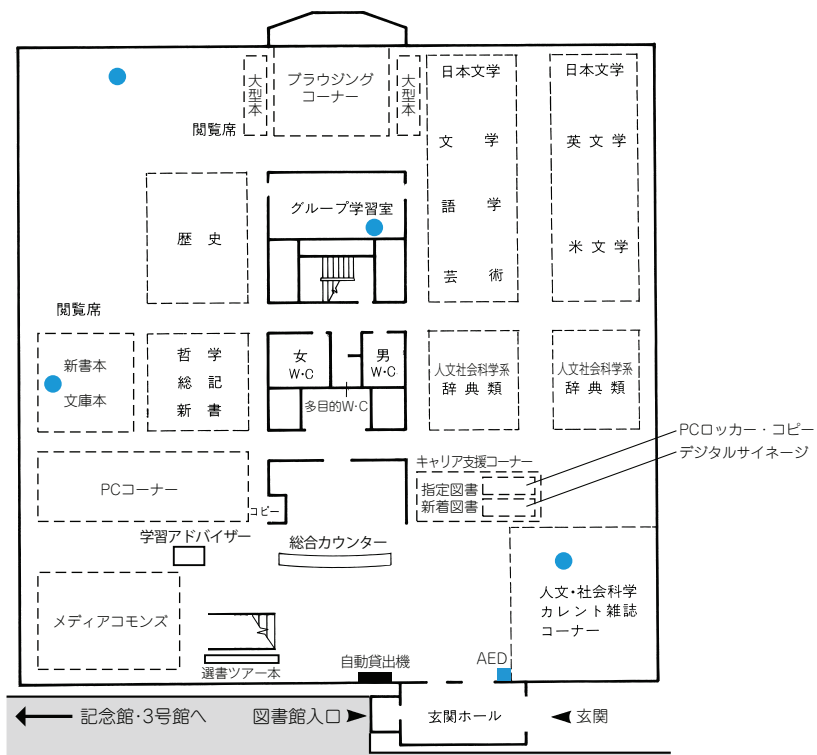 大型本
ブラウジング
コーナー
大型本
日本文学
日本文学
閲覧席
文学
英文学
グループ学習室
語学
歴史
米文学
芸術
閲覧席
新書本
文庫本
哲学
総記
新書
女
W・C
男
W・C
多目的W・C
人文社会科学系
辞典類
人文社会科学系
辞典類
PCロッカー・コピー
デジタルサイネージ
キャリア支援コーナー
指定図書
新着図書
PCコーナー
コピー
学習アドバイザー
総合カウンター
人文・社会科学
カレント雑誌
コーナー
メディアコモンズ
選書ツアー本
自動貸出機
AED
記念館・3号館へ
図書館入口
玄関ホール
玄関